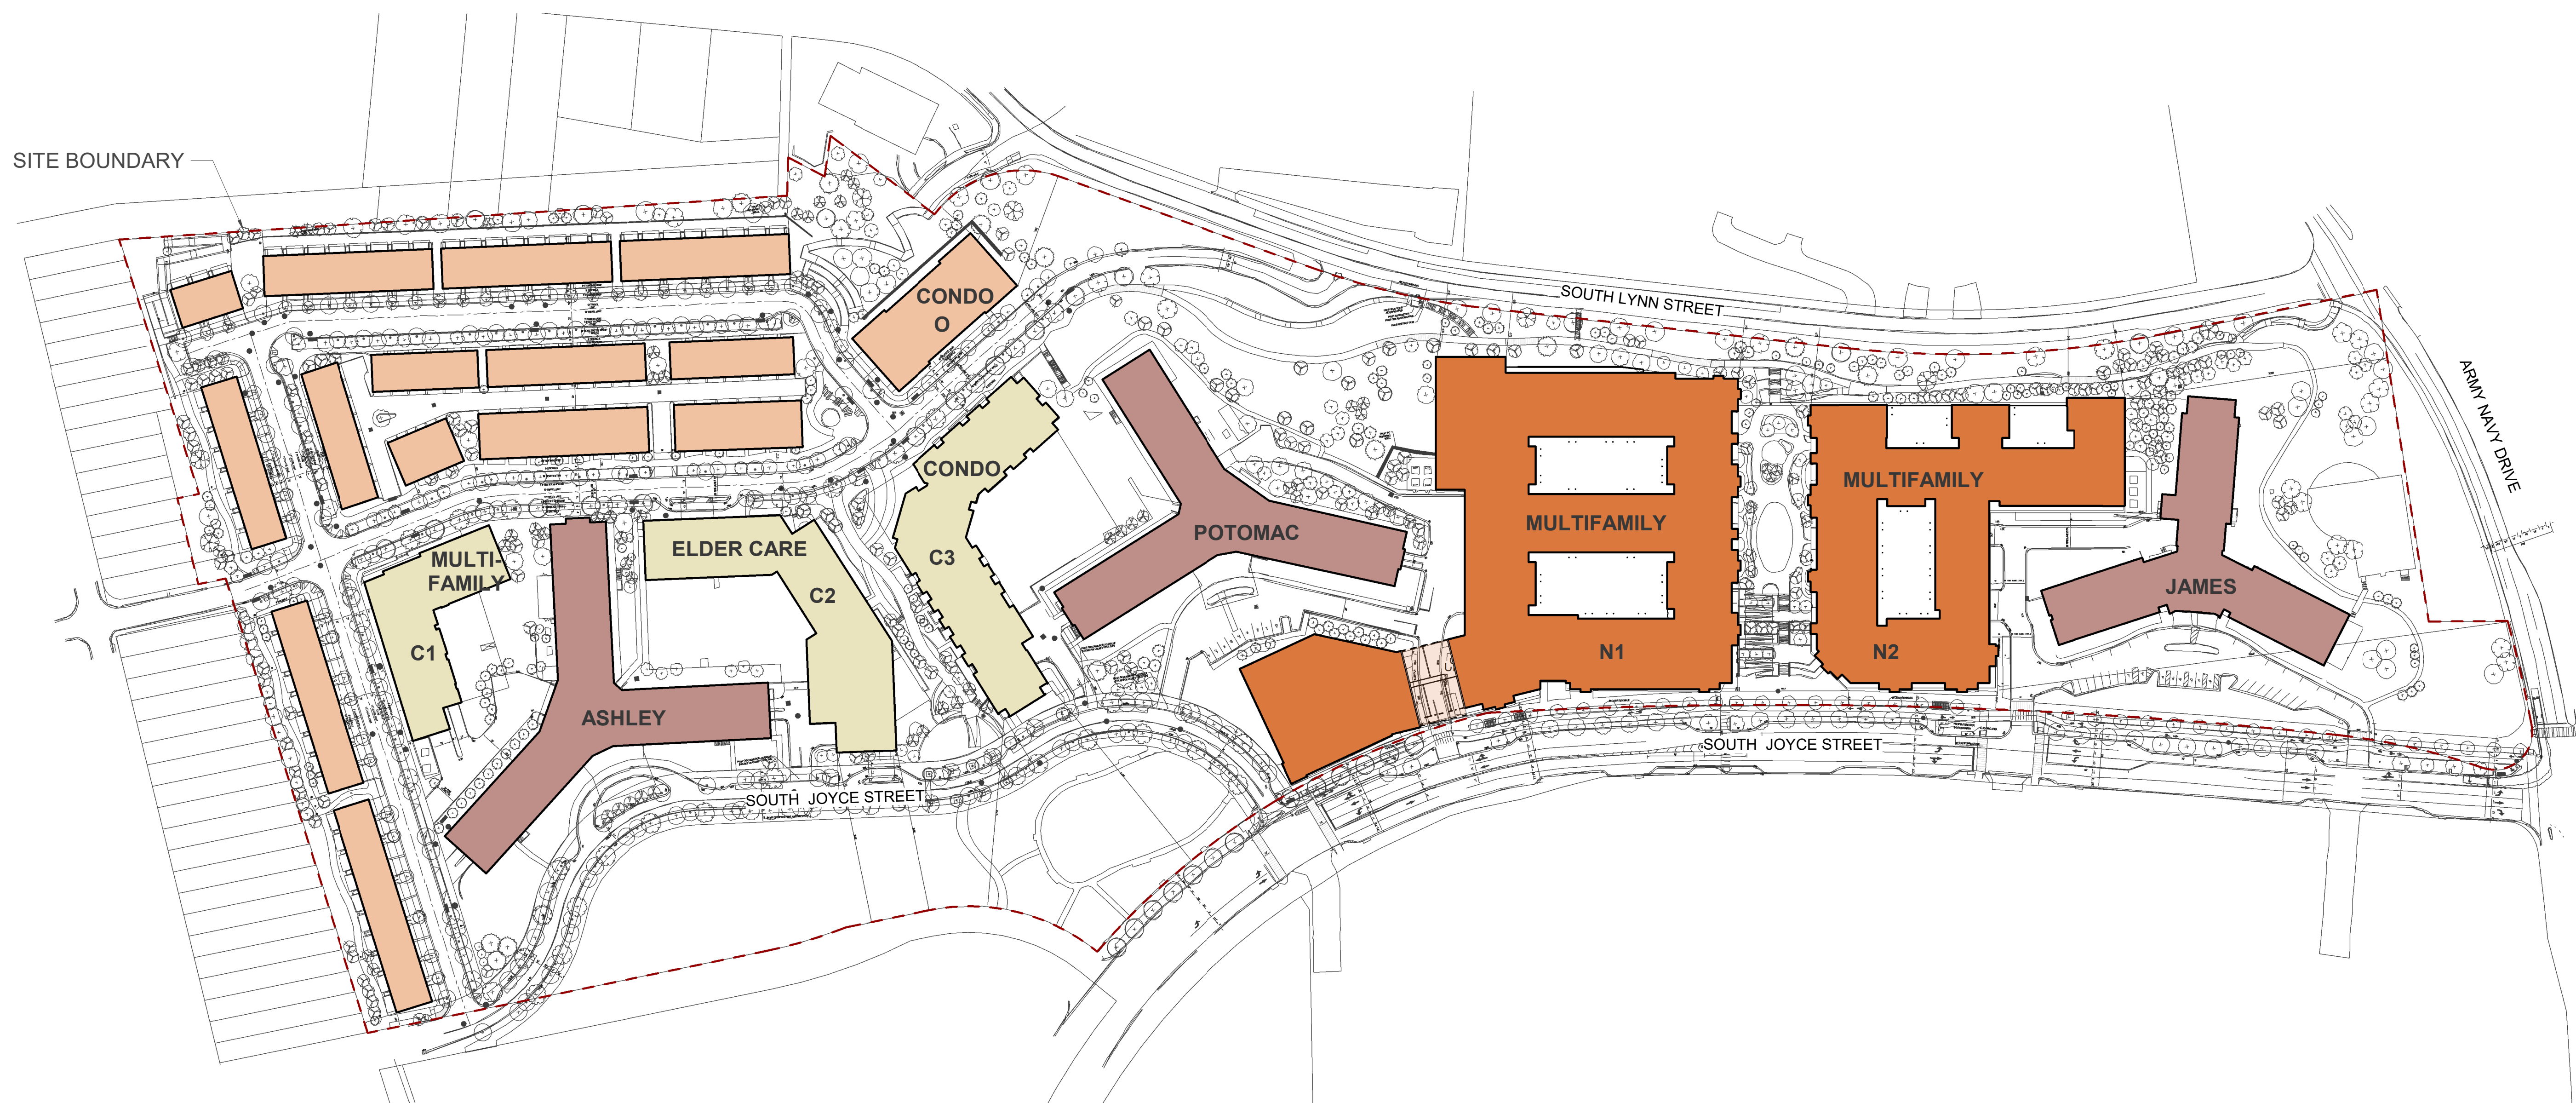 SITE BOUNDARY
CONDO
O
SOUTH LYNN STREET
ARMY NAVY DRIVE
CONDO
C3
MULTIFAMILY
MULTIFAMILY
POTOMAC
ELDER CARE
C2
MULTI-
FAMILY
C1
JAMES
N1
N2
ASHLEY
SOUTH JOYCE STREET
SOUTH JOYCE STREET